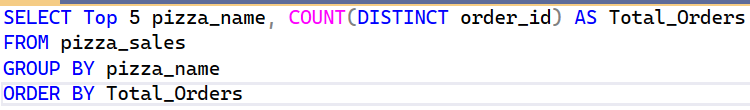 SELECT Top 5 pizza_name, COUNT(DISTINCT order_id) AS Total_Orders
FROM pizza_sales
GROUP BY pizza_name
ORDER BY Total_Orders